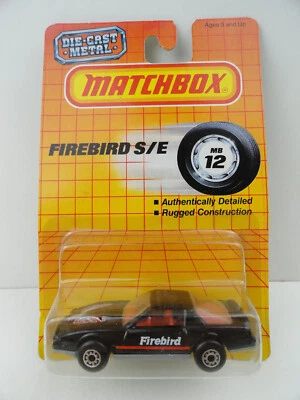 Ages 3 and up
DIE-CAST
METAL
MATCHBOX
FIREBIRD S/E
MB
12
■ Authentically Detailed
■ Rugged Construction
Firebird